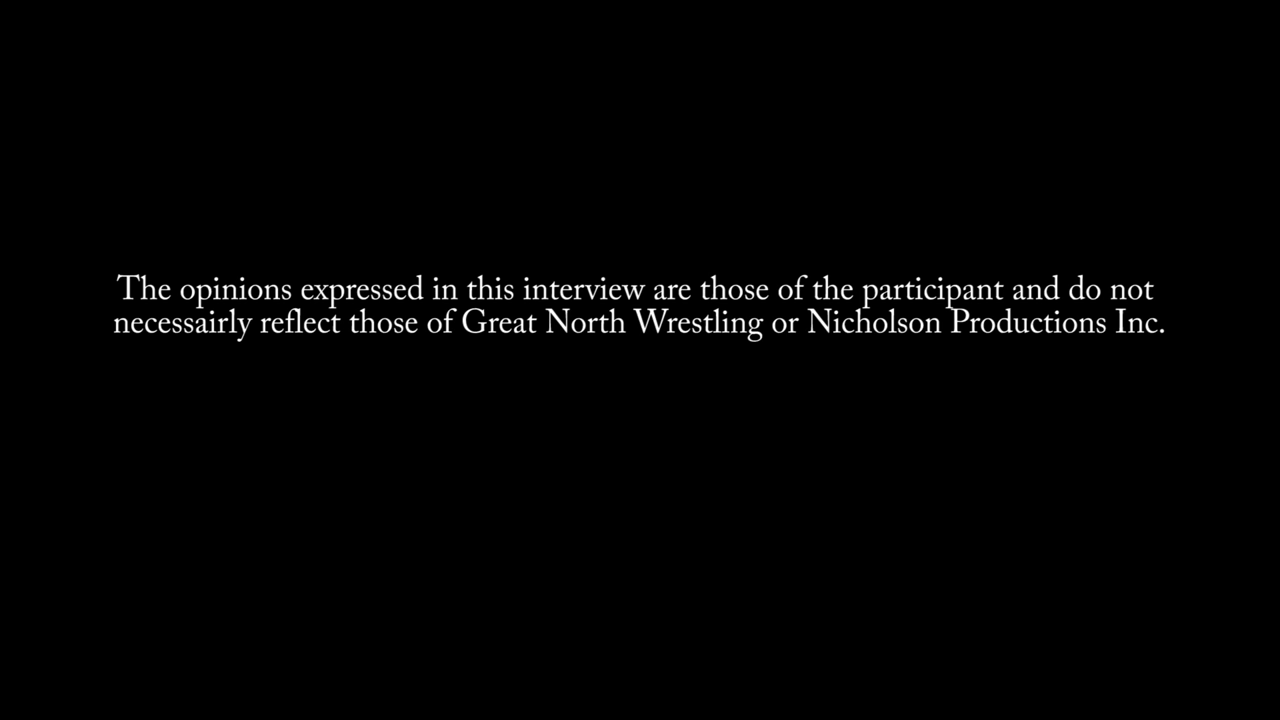 The opinions expressed in this interview are those of the participant and do not
necessairly reflect those of Great North Wrestling or Nicholson Productions Inc.